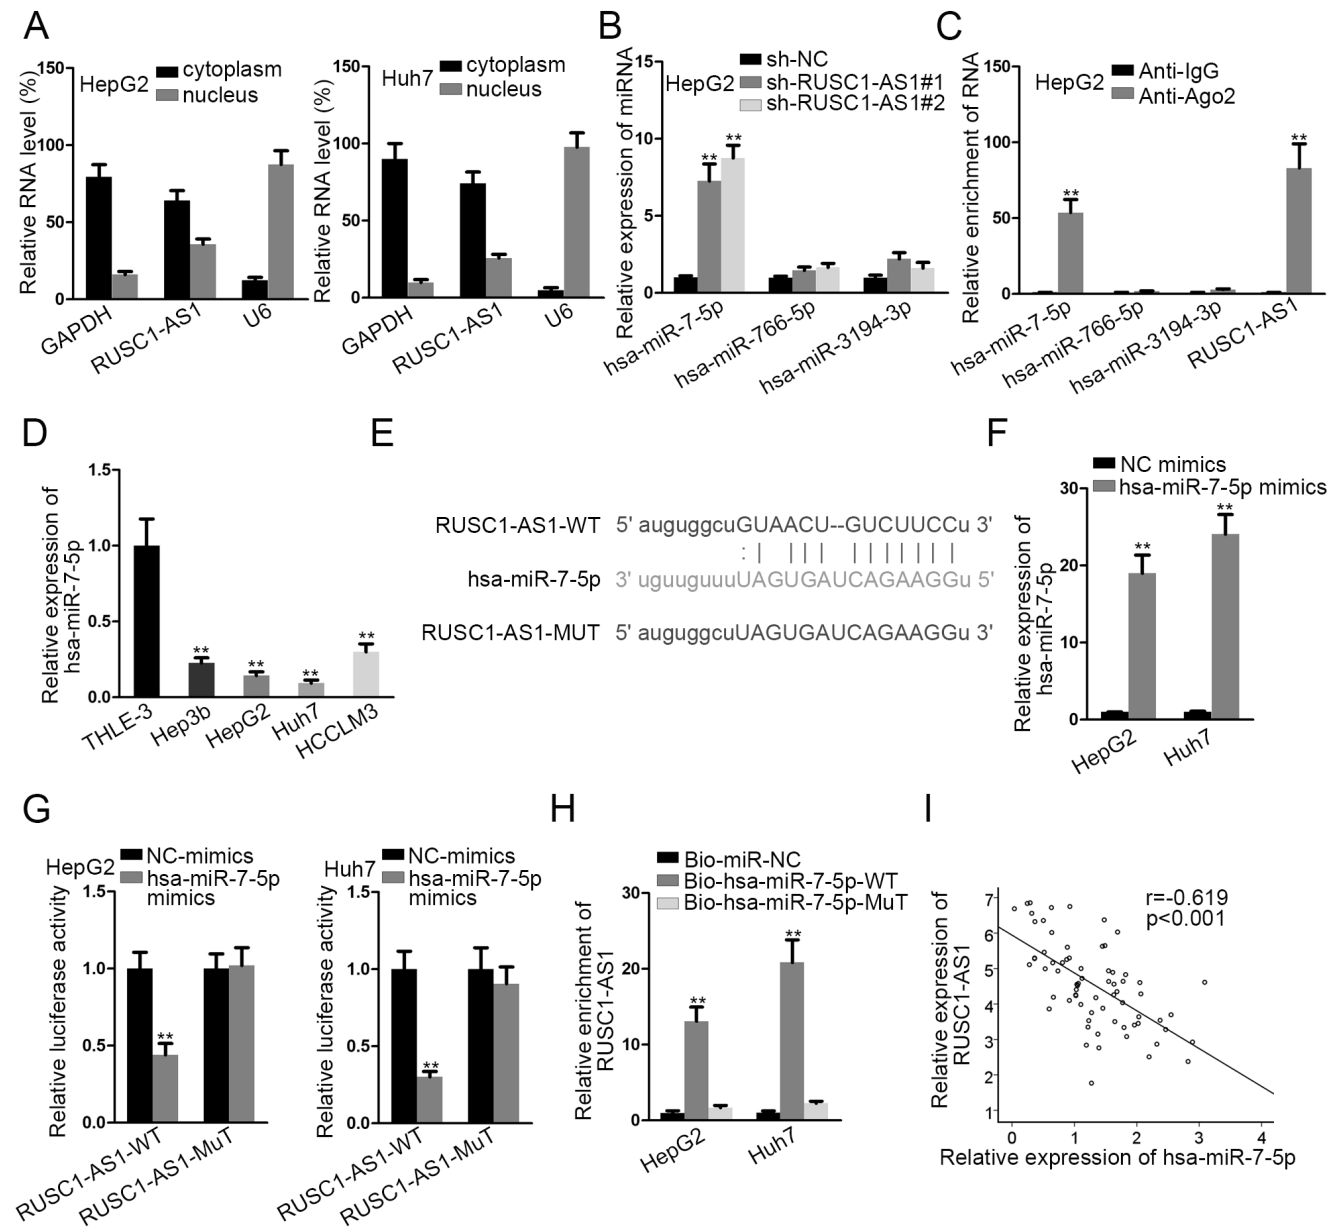 A
HepG2
cytoplasm
nucleus
Relative RNA level (%)
150
100
50
0
GAPDH
RUSC1-AS1
U6
Huh7
cytoplasm
nucleus
Relative RNA level (%)
150
100
50
0
GAPDH
RUSC1-AS1
U6
B
HepG2
sh-NC
sh-RUSC1-AS1#1
sh-RUSC1-AS1#2
Relative expression of miRNA
15
10
5
0
** **
hsa-miR-7-5p
hsa-miR-766-5p
hsa-miR-3194-3p
C
HepG2
Anti-IgG
Anti-Ago2
Relative enrichment of RNA
150
100
50
0
** **
hsa-miR-7-5p
hsa-miR-766-5p
hsa-miR-3194-3p
RUSC1-AS1
D
Relative expression of
hsa-miR-7-5p
1.5
1.0
0.5
0.0
** ** ** **
THLE-3
Hep3b
HepG2
Huh7
HCCLM3
E
RUSC1-AS1-WT 5' auguggcuGUAACU--GUCUUCCu 3'
: | | | | | | | | | | |
hsa-miR-7-5p 3' uguuguuuUAGUGAUCAGAAGGu 5'
RUSC1-AS1-MUT 5' auguggcuUAGUGAUCAGAAGGu 3'
F
NC mimics
hsa-miR-7-5p mimics
Relative expression of
hsa-miR-7-5p
30
20
10
0
** **
HepG2
Huh7
G
HepG2
NC-mimics
hsa-miR-7-5p
mimics
Relative luciferase activity
1.5
1.0
0.5
0.0
**
RUSC1-AS1-WT
RUSC1-AS1-MuT
Huh7
NC-mimics
hsa-miR-7-5p
mimics
Relative luciferase activity
1.5
1.0
0.5
0.0
**
RUSC1-AS1-WT
RUSC1-AS1-MuT
H
Bio-miR-NC
Bio-hsa-miR-7-5p-WT
Bio-hsa-miR-7-5p-MuT
Relative enrichment of
RUSC1-AS1
30
20
10
0
** **
HepG2
Huh7
I
r=-0.619
p<0.001
Relative expression of
RUSC1-AS1
7
6
5
4
3
2
1
0 1 2 3 4
Relative expression of hsa-miR-7-5p